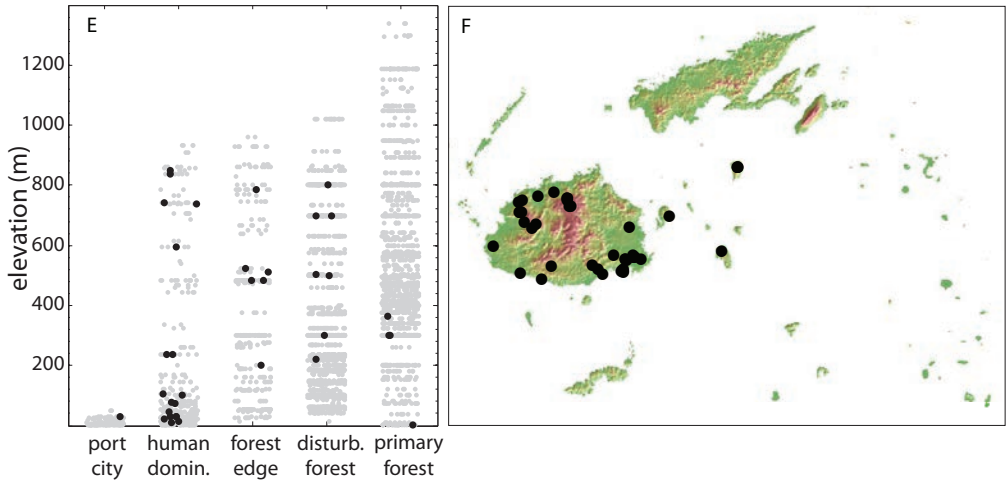 E
F
elevation (m)
1200
1000
800
600
400
200
port city
human domin.
forest edge
disturb. forest
primary forest